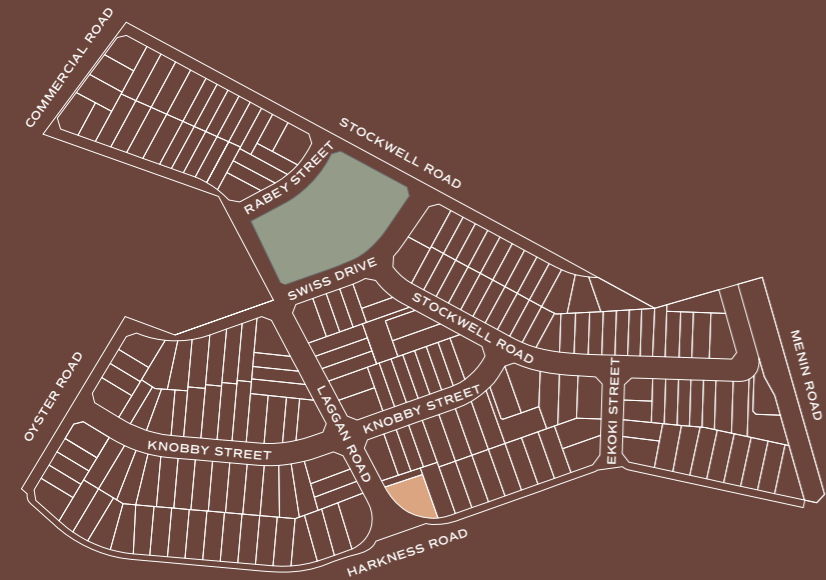 COMMERCIAL ROAD
STOCKWELL ROAD
RABEY STREET
SWISS DRIVE
STOCKWELL ROAD
MENIN ROAD
OYSTER ROAD
LAGGAN ROAD
KNOBBY STREET
EKOKI STREET
KNOBBY STREET
HARKNESS ROAD